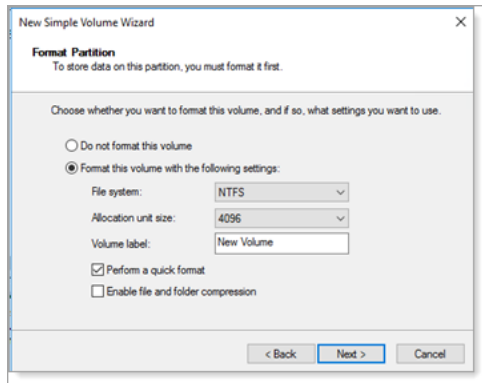 New Simple Volume Wizard
Format Partition
To store data on this partition, you must format it first.
Choose whether you want to format this volume, and if so, what settings you want to use.
Do not format this volume
Format this volume with the following settings:
File system: NTFS
Allocation unit size: 4096
Volume label: New Volume
Perform a quick format
Enable file and folder compression
< Back Next > Cancel